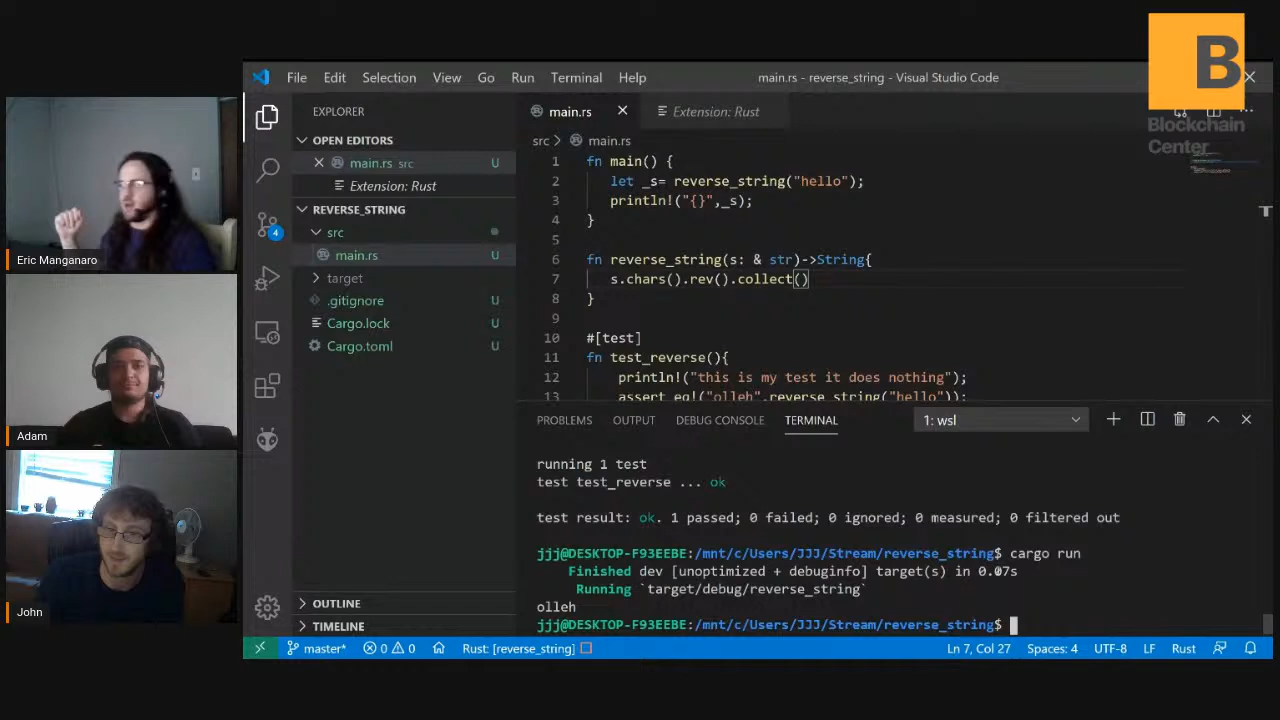 B
Blockchain
Center
Eric Manganaro
Adam
John
File Edit Selection View Go Run Terminal Help
main.rs - reverse_string - Visual Studio Code
EXPLORER
OPEN EDITORS
main.rs src U
Extension: Rust
REVERSE_STRING
src
main.rs U
target
.gitignore U
Cargo.lock U
Cargo.toml U
OUTLINE
TIMELINE
4
main.rs Extension: Rust
src > main.rs
1 fn main() {
2 let _s= reverse_string("hello");
3 println!("{}",_s);
4 }
5
6 fn reverse_string(s: & str)->String{
7 s.chars().rev().collect()
8 }
9
10 #[test]
11 fn test_reverse(){
12 println!("this is my test it does nothing");
13 assert_eq!("olleh",reverse_string("hello"));
PROBLEMS OUTPUT DEBUG CONSOLE TERMINAL 1: wsl
running 1 test
test test_reverse ... ok
test result: ok. 1 passed; 0 failed; 0 ignored; 0 measured; 0 filtered out
jjj@DESKTOP-F93EEBE:/mnt/c/Users/JJJ/Stream/reverse_string$ cargo run
Finished dev [unoptimized + debuginfo] target(s) in 0.07s
Running `target/debug/reverse_string`
olleh
jjj@DESKTOP-F93EEBE:/mnt/c/Users/JJJ/Stream/reverse_string$
master* 0 0 Rust: [reverse_string] Ln 7, Col 27 Spaces: 4 UTF-8 LF Rust